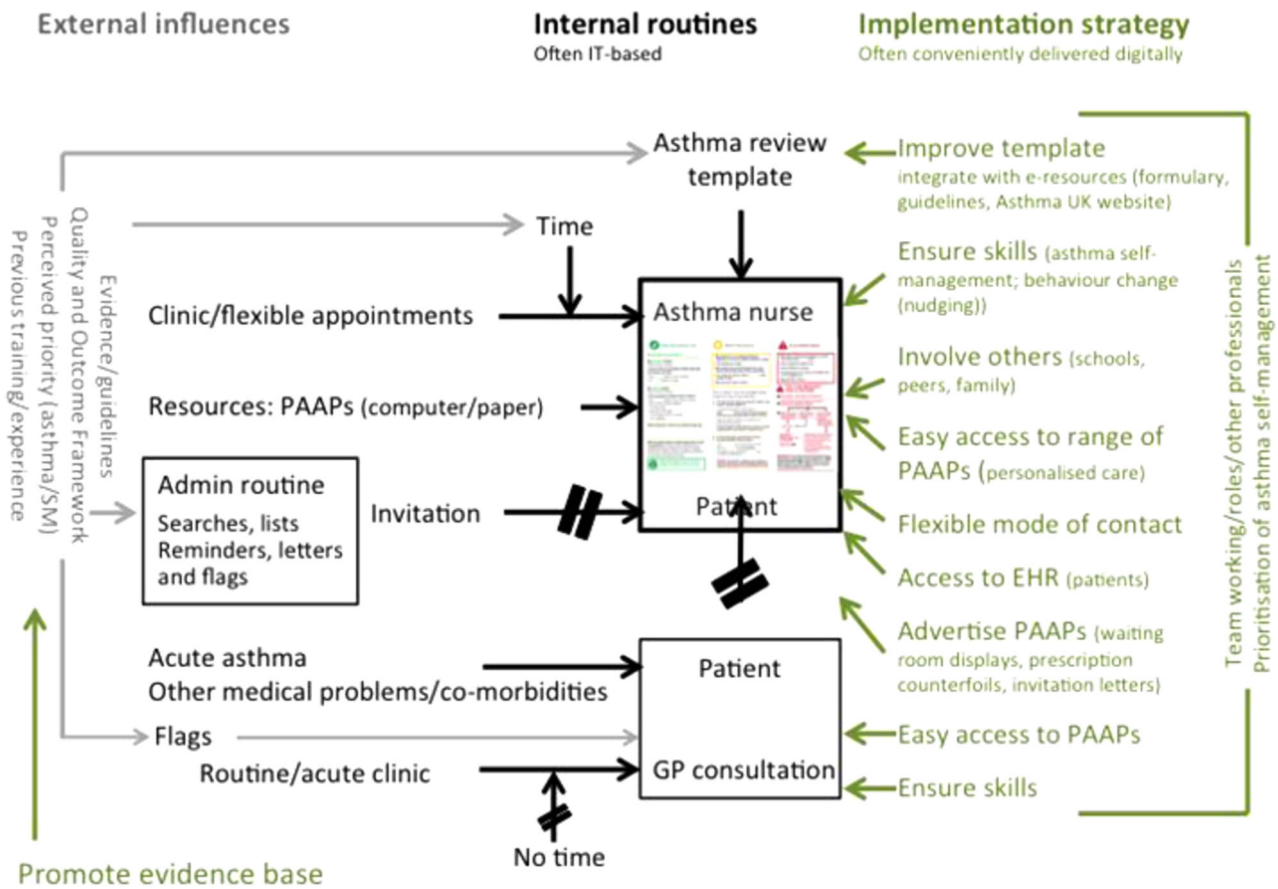 External influences
Internal routines
Often IT-based
Implementation strategy
Often conveniently delivered digitally
Asthma review
template
Time
Clinic/flexible appointments
Asthma nurse
Resources: PAAPs (computer/paper)
Admin routine
Searches, lists
Reminders, letters
and flags
Invitation
Patient
Acute asthma
Other medical problems/co-morbidities
Patient
Flags
Routine/acute clinic
GP consultation
No time
Evidence/guidelines
Quality and Outcome Framework
Perceived priority (asthma/SM)
Previous training/experience
Promote evidence base
Improve template
integrate with e-resources (formulary,
guidelines, Asthma UK website)
Ensure skills (asthma self-
management; behaviour change
(nudging))
Involve others (schools,
peers, family)
Easy access to range of
PAAPs (personalised care)
Flexible mode of contact
Access to EHR (patients)
Advertise PAAPs (waiting
room displays, prescription
counterfoils, invitation letters)
Easy access to PAAPs
Ensure skills
Team working/roles/other professionals
Prioritisation of asthma self-management